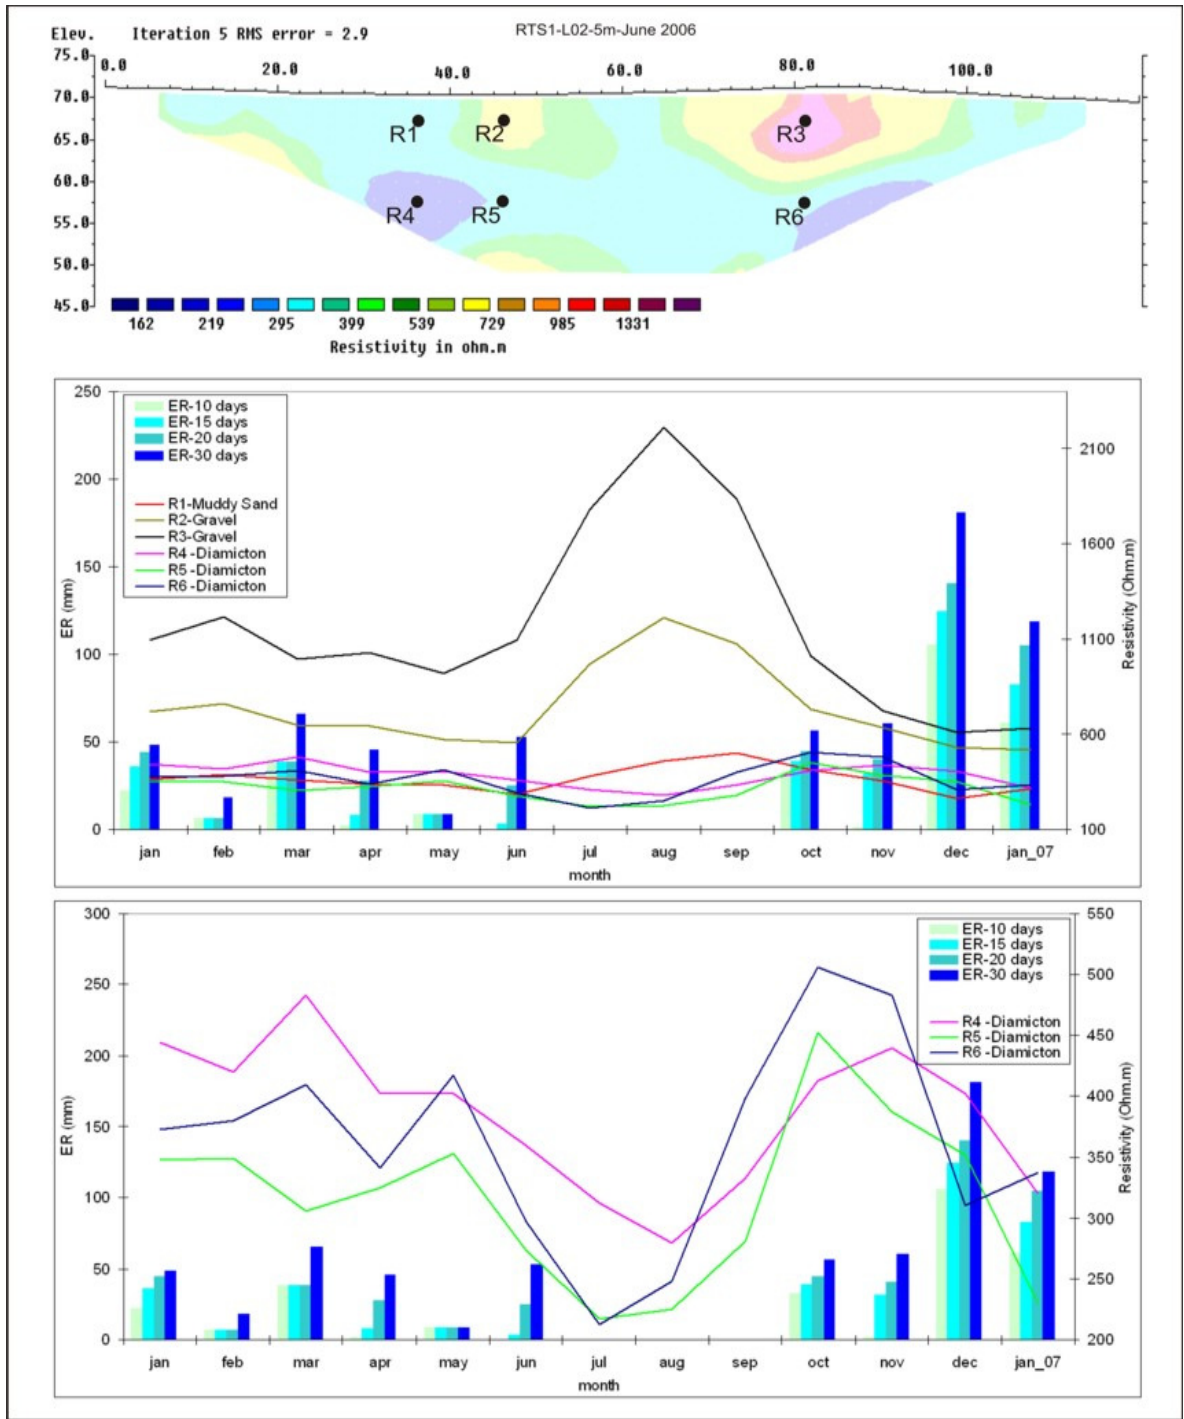 Elev. Iteration 5 RMS error = 2.9 RTS1-L02-5m-June 2006
75.0
0.0 20.0 40.0 60.0 80.0 100.0
70.0
65.0
R1 R2 R3
60.0
55.0
R4 R5 R6
50.0
45.0
162 219 295 399 539 729 985 1331
Resistivity in ohm.m
250
200
150
100
50
0
ER (mm)
ER-10 days
ER-15 days
ER-20 days
ER-30 days
R1-Muddy Sand
R2-Gravel
R3-Gravel
R4 -Diamicton
R5 -Diamicton
R6 -Diamicton
2100
1600
1100
600
100
Resistivity (Ohm.m)
jan feb mar apr may jun jul aug sep oct nov dec jan_07
month
300
250
200
150
100
50
0
ER (mm)
ER-10 days
ER-15 days
ER-20 days
ER-30 days
R4 -Diamicton
R5 -Diamicton
R6 -Diamicton
550
500
450
400
350
300
250
200
Resistivity (Ohm.m)
jan feb mar apr may jun jul aug sep oct nov dec jan_07
month